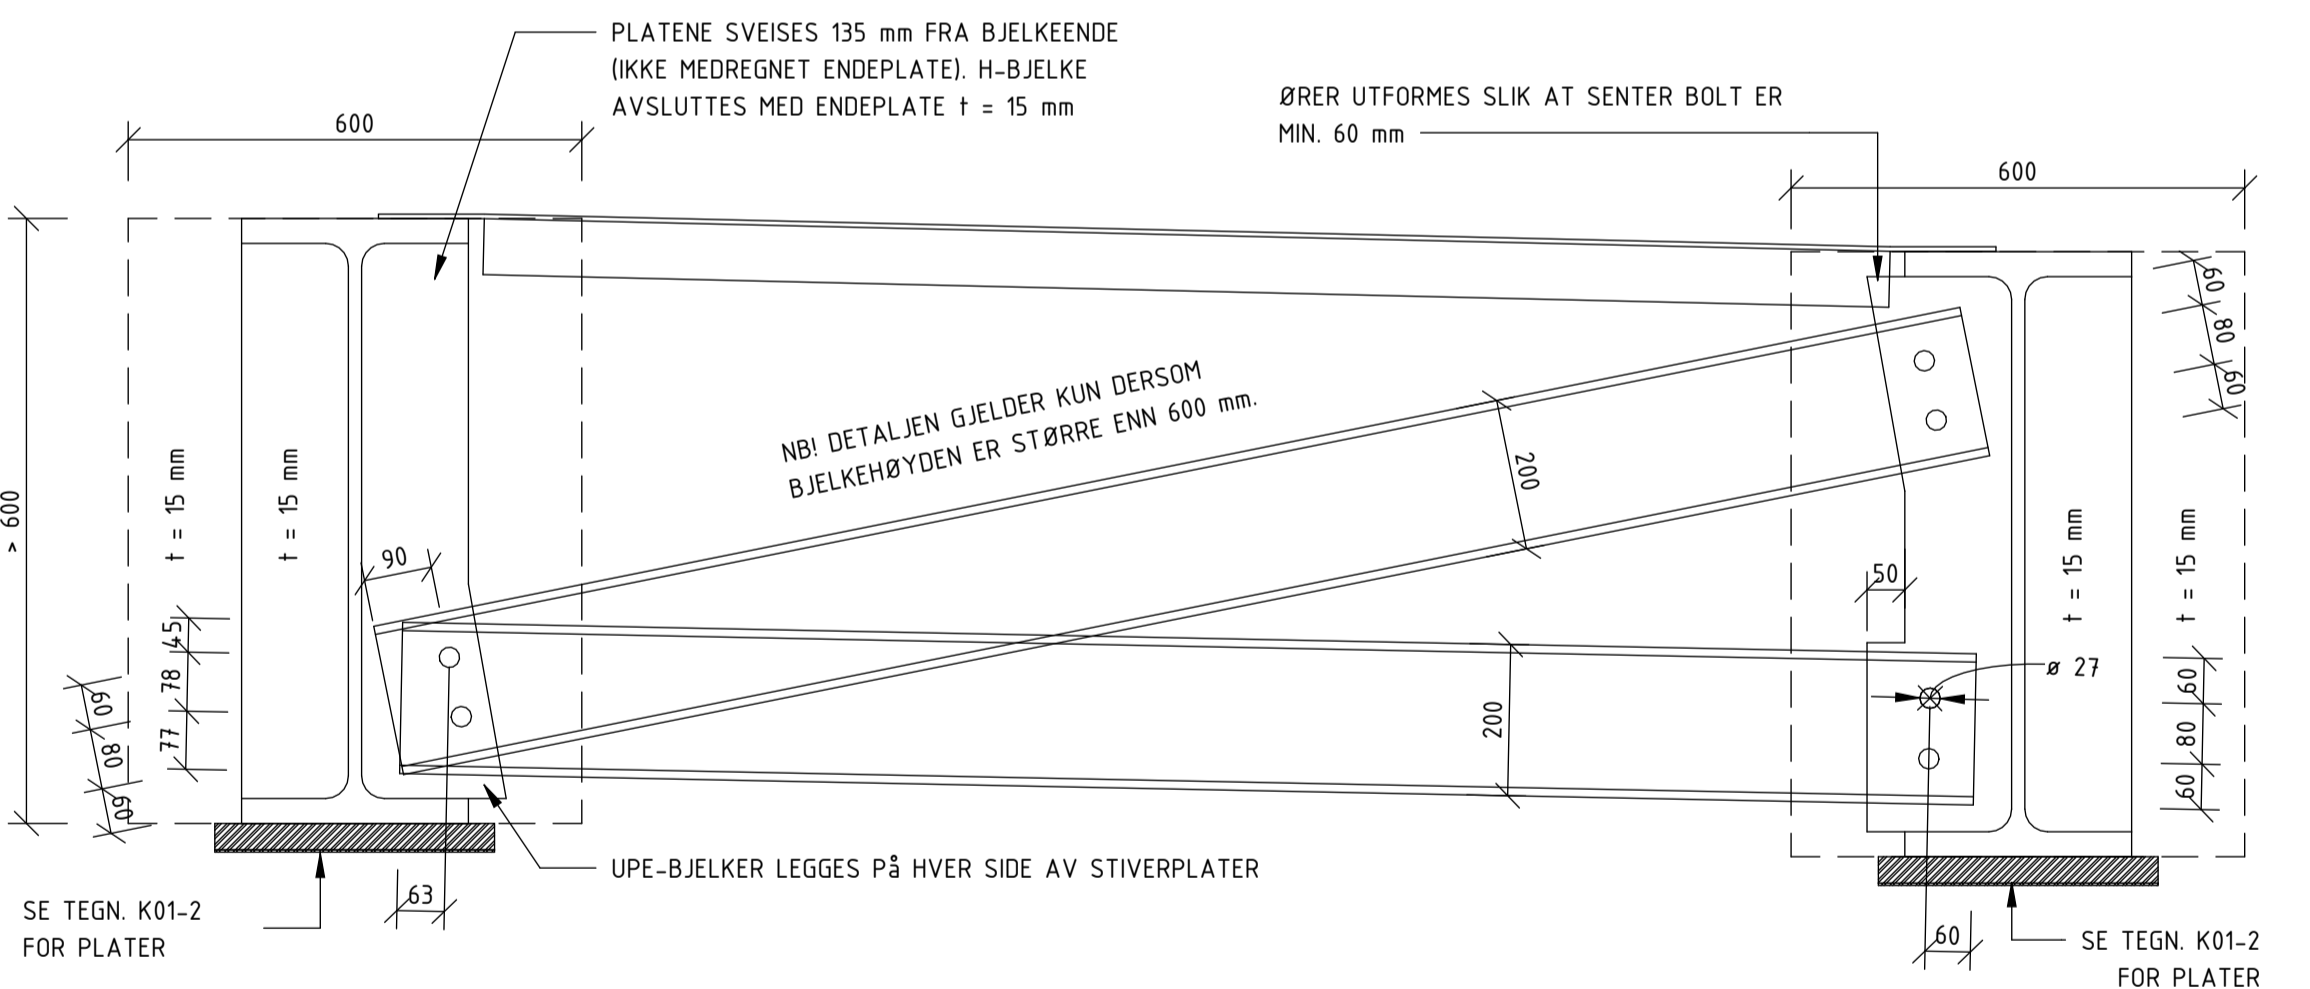 PLATENE SVEISES 135 mm FRA BJELKEENDE
(IKKE MEDREGNET ENDEPLATE). H-BJELKE
AVSLUTTES MED ENDEPLATE t = 15 mm
ØRER UTFORMES SLIK AT SENTER BOLT ER
MIN. 60 mm
600
600
60
80
60
NB! DETALJEN GJELDER KUN DERSOM
BJELKEHØYDEN ER STØRRE ENN 600 mm.
200
> 600
t = 15 mm
t = 15 mm
90
45
78
77
60
80
60
50
t = 15 mm
t = 15 mm
ø 27
200
60
80
60
UPE-BJELKER LEGGES På HVER SIDE AV STIVERPLATER
63
60
SE TEGN. K01-2
FOR PLATER
SE TEGN. K01-2
FOR PLATER